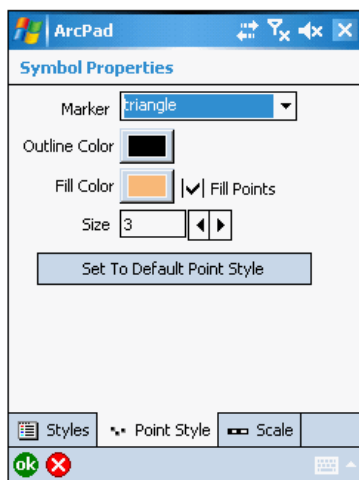 ArcPad
Symbol Properties
Marker triangle
Outline Color
Fill Color Fill Points
Size 3
Set To Default Point Style
Styles Point Style Scale
ok